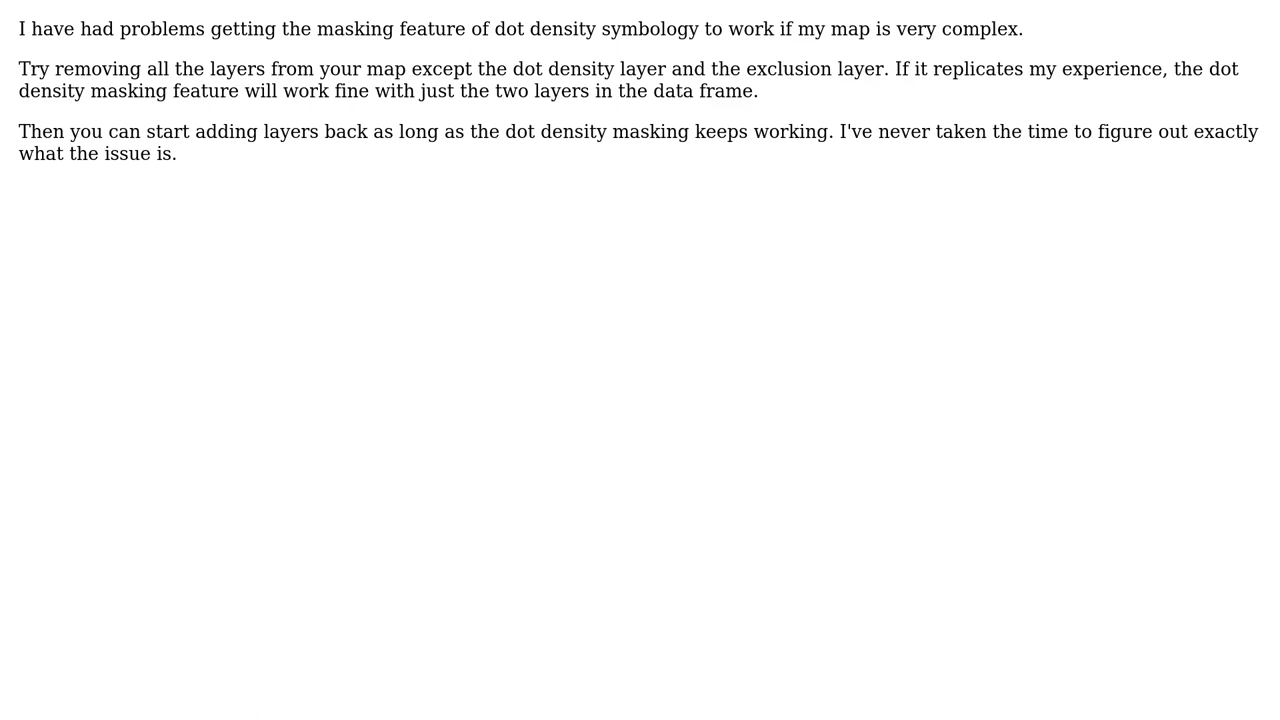 I have had problems getting the masking feature of dot density symbology to work if my map is very complex.
Try removing all the layers from your map except the dot density layer and the exclusion layer. If it replicates my experience, the dot
density masking feature will work fine with just the two layers in the data frame.
Then you can start adding layers back as long as the dot density masking keeps working. I've never taken the time to figure out exactly
what the issue is.